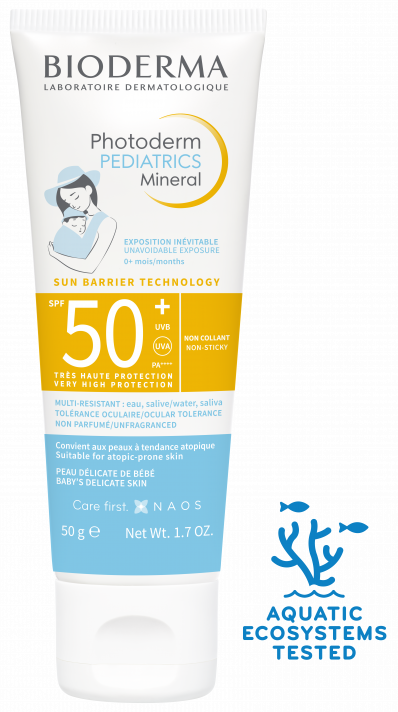 BIODERMA
LABORATOIRE DERMATOLOGIQUE
Photoderm
PEDIATRICS
Mineral
EXPOSITION INÉVITABLE
UNAVOIDABLE EXPOSURE
0+ mois/months
SUN BARRIER TECHNOLOGY
SPF 50+
UVB
UVA
PA++++
NON COLLANT
NON-STICKY
TRÈS HAUTE PROTECTION
VERY HIGH PROTECTION
MULTI-RESISTANT : eau, salive/water, saliva
TOLÉRANCE OCULAIRE/OCULAR TOLERANCE
NON PARFUMÉ/UNFRAGRANCED
Convient aux peaux à tendance atopique
Suitable for atopic-prone skin
PEAU DÉLICATE DE BÉBÉ
BABY'S DELICATE SKIN
Care first. NAOS
50 g ℮ Net Wt. 1.7 OZ.
AQUATIC
ECOSYSTEMS
TESTED